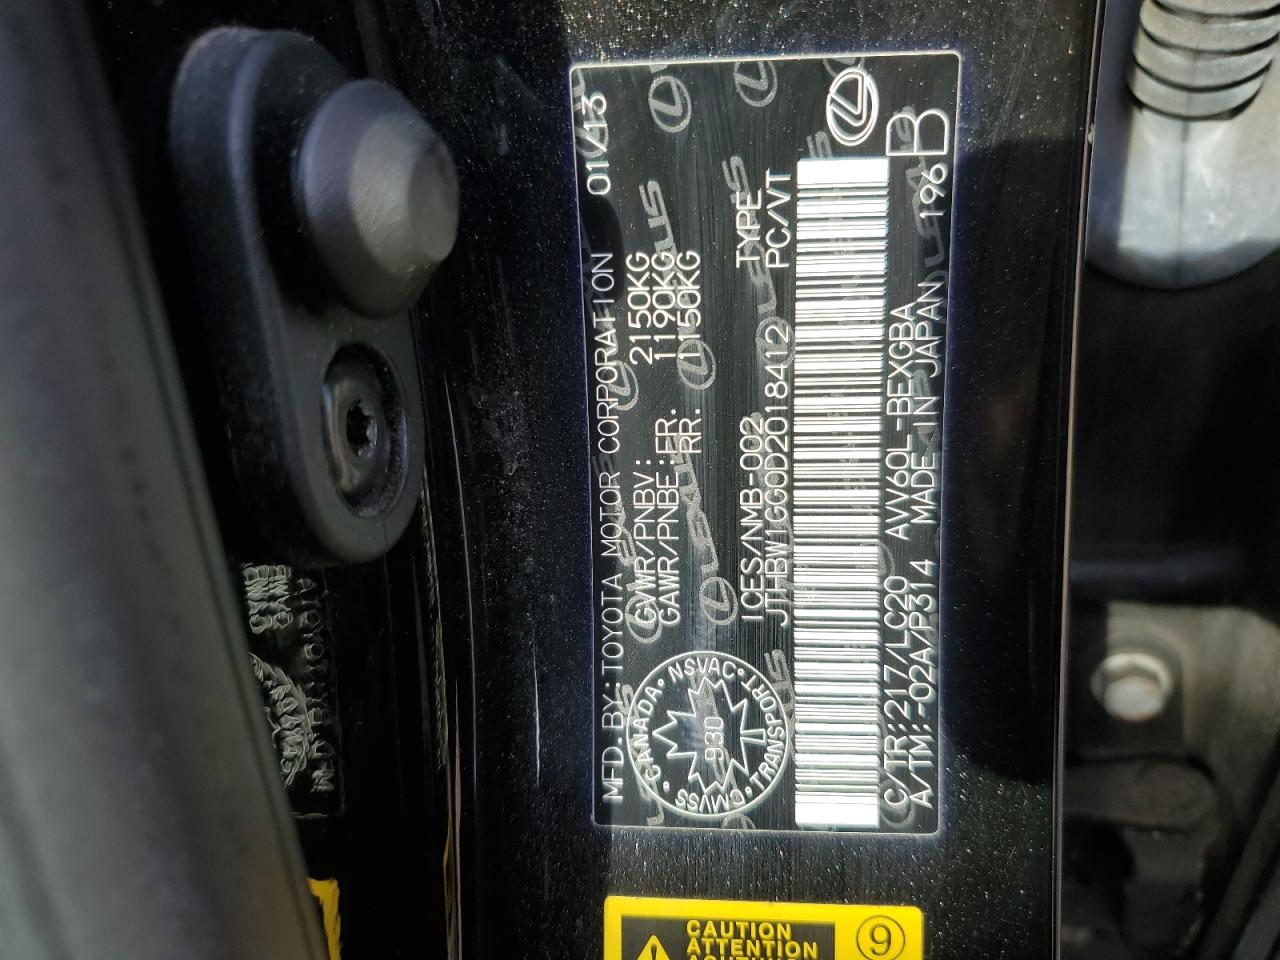 MFD. BY: TOYOTA MOTOR CORPORATION 01/13
GVWR/PNBV: 2150KG
GAWR/PNBE: FR: 1190KG
RR: 1150KG
CANADA • NSVAC • TRANSPORT • CMVSS •
930
ICES/NMB-002 TYPE
JTHBW1GG0D2018412 PC/VT
C/TR: 217/LC20 AVV60L-BEXGBA
A/TM: -02A/P314 MADE IN JAPAN 196 B
LEXUS
CAUTION
ATTENTION
9